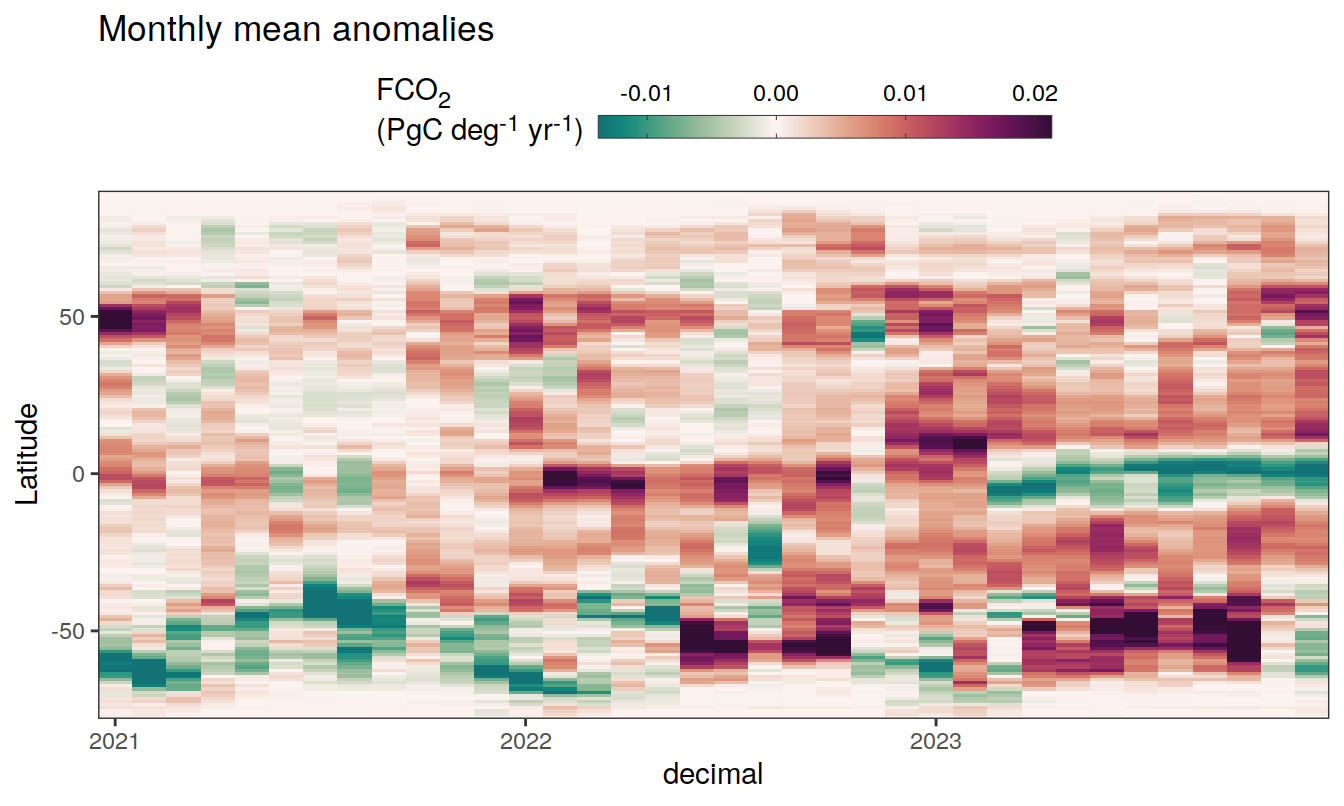 Monthly mean anomalies
FCO₂
(PgC deg⁻¹ yr⁻¹)
-0.01 0.00 0.01 0.02
Latitude
50
0
-50
2021 2022 2023
decimal